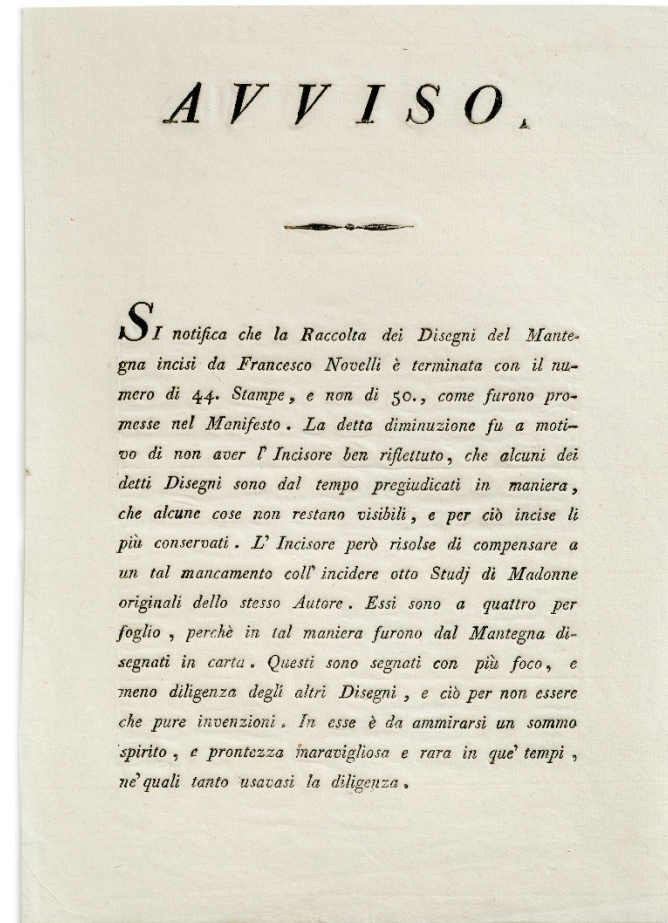 AVVISO.
SI notifica che la Raccolta dei Disegni del Mante-
gna incisi da Francesco Novelli è terminata con il nu-
mero di 44. Stampe, e non di 50., come furono pro-
messe nel Manifesto. La detta diminuzione fu a moti-
vo di non aver l'Incisore ben riflettuto, che alcuni dei
detti Disegni sono dal tempo pregiudicati in maniera,
che alcune cose non restano visibili, e per ciò incise li
più conservati. L'Incisore però risolse di compensare a
un tal mancamento coll'incidere otto Studj di Madonne
originali dello stesso Autore. Essi sono a quattro per
foglio, perchè in tal maniera furono dal Mantegna di-
segnati in carta. Questi sono segnati con più foco, e
meno diligenza degli altri Disegni, e ciò per non essere
che pure invenzioni. In esse è da ammirarsi un sommo
spirito, e prontezza maravigliosa e rara in que' tempi,
ne' quali tanto usavasi la diligenza.